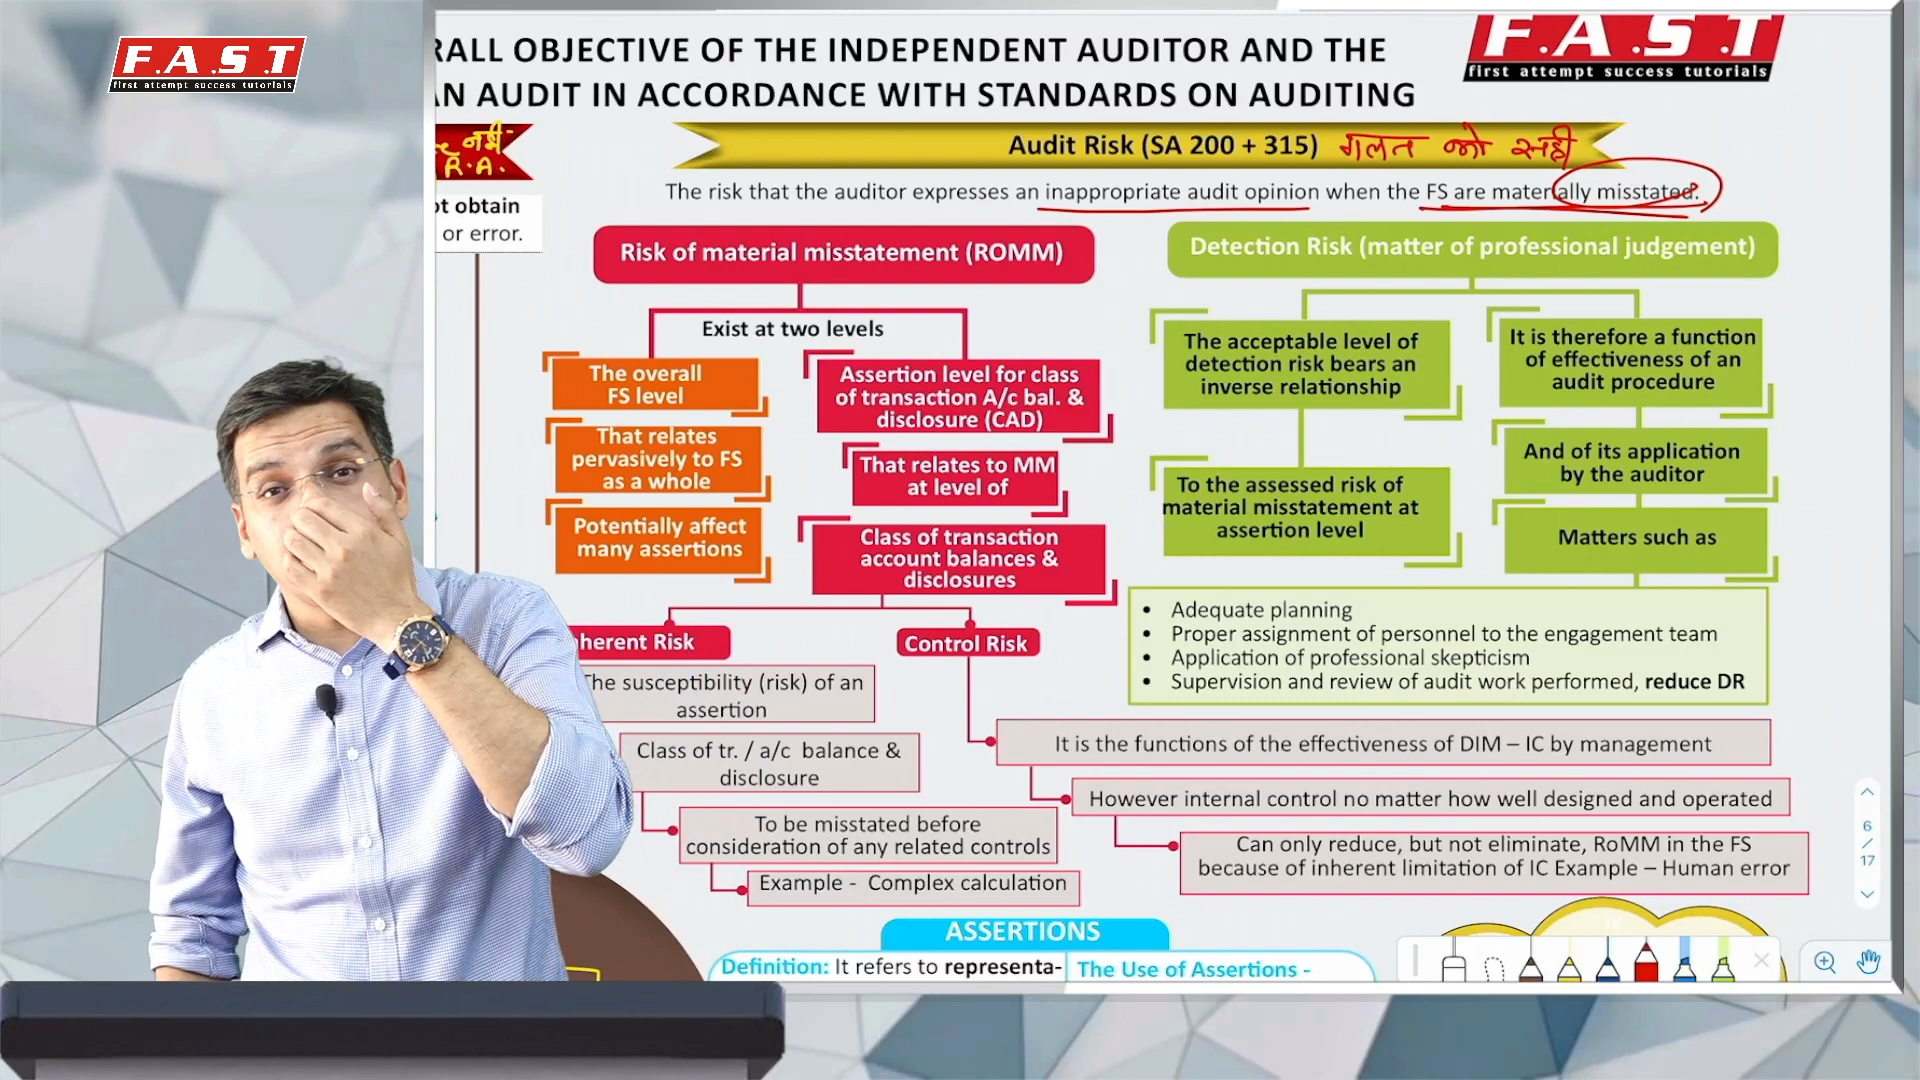 F.A.S.T
first attempt success tutorials
RALL OBJECTIVE OF THE INDEPENDENT AUDITOR AND THE
AN AUDIT IN ACCORDANCE WITH STANDARDS ON AUDITING
F.A.S.T
first attempt success tutorials
नहीं
R.A.
ot obtain
or error.
Audit Risk (SA 200 + 315) गलत को सही
The risk that the auditor expresses an inappropriate audit opinion when the FS are materially misstated.
Risk of material misstatement (ROMM)
Exist at two levels
The overall
FS level
That relates
pervasively to FS
as a whole
Potentially affect
many assertions
Assertion level for class
of transaction A/c bal. &
disclosure (CAD)
That relates to MM
at level of
Class of transaction
account balances &
disclosures
nherent Risk
The susceptibility (risk) of an
assertion
Class of tr. / a/c balance &
disclosure
To be misstated before
consideration of any related controls
Example - Complex calculation
Control Risk
It is the functions of the effectiveness of DIM – IC by management
However internal control no matter how well designed and operated
Can only reduce, but not eliminate, RoMM in the FS
because of inherent limitation of IC Example – Human error
Detection Risk (matter of professional judgement)
The acceptable level of
detection risk bears an
inverse relationship
To the assessed risk of
material misstatement at
assertion level
It is therefore a function
of effectiveness of an
audit procedure
And of its application
by the auditor
Matters such as
• Adequate planning
• Proper assignment of personnel to the engagement team
• Application of professional skepticism
• Supervision and review of audit work performed, reduce DR
ASSERTIONS
Definition: It refers to representa-
The Use of Assertions -
6
/
17